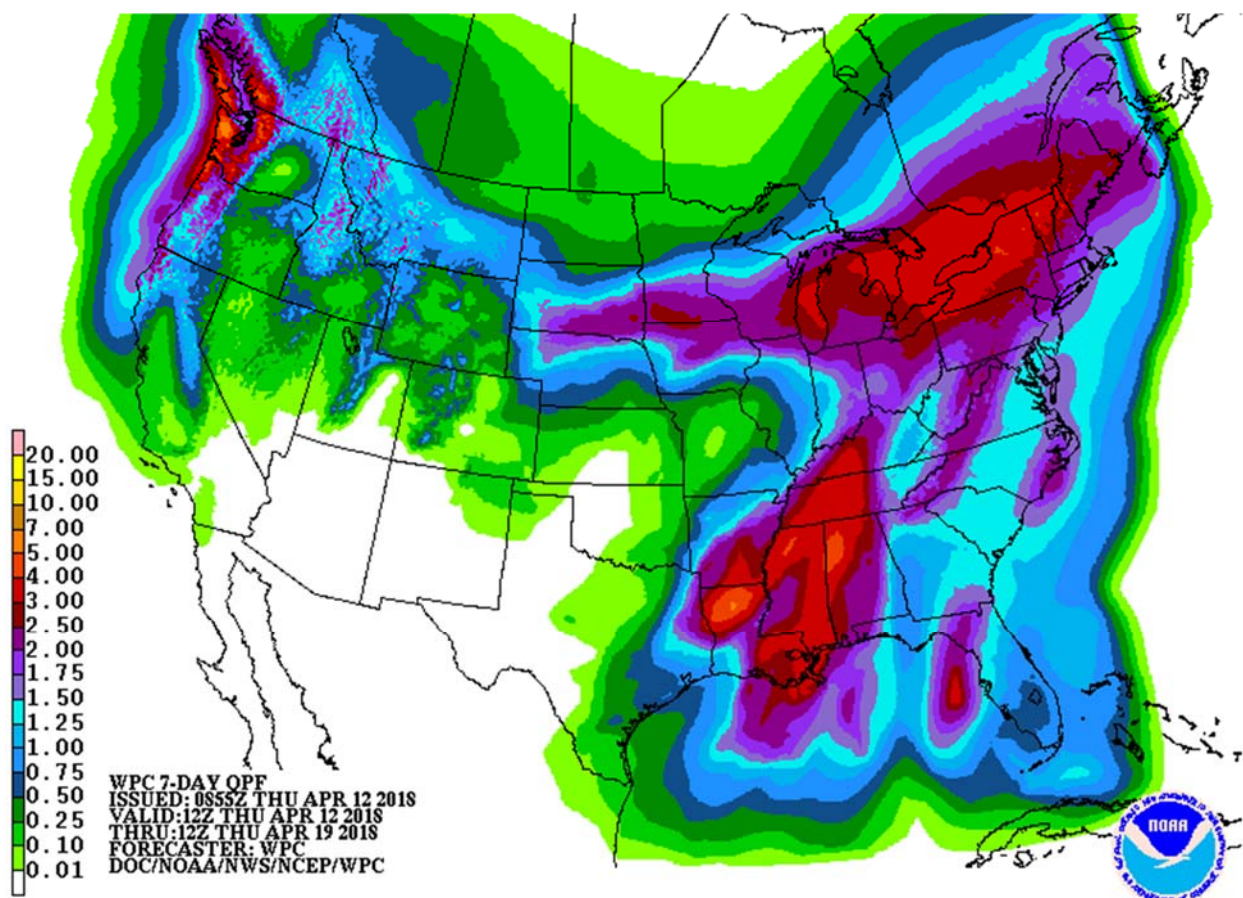 20.00
15.00
10.00
7.00
5.00
4.00
3.00
2.50
2.00
1.75
1.50
1.25
1.00
0.75
0.50
0.25
0.10
0.01
WPC 7-DAY QPF
ISSUED: 0855Z THU APR 12 2018
VALID:12Z THU APR 12 2018
THRU:12Z THU APR 19 2018
FORECASTER: WPC
DOC/NOAA/NWS/NCEP/WPC
NOAA